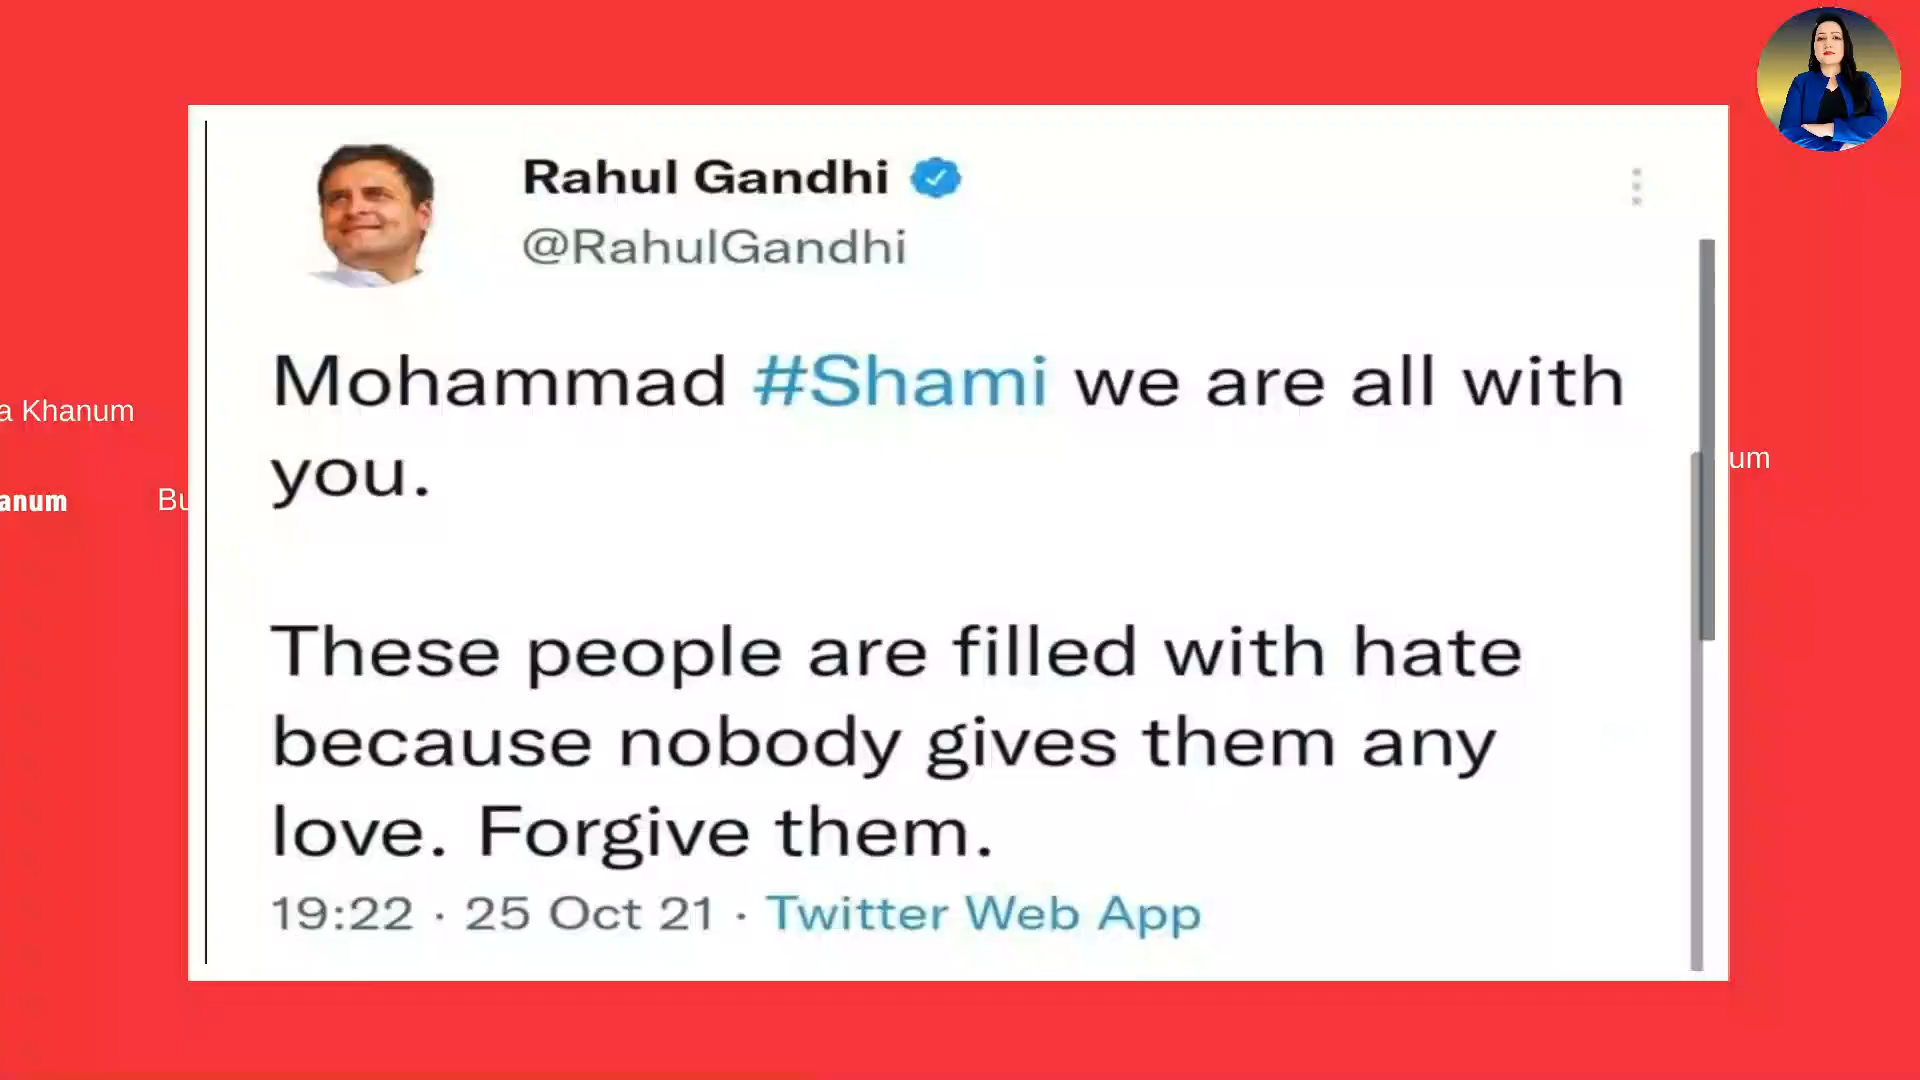 Rahul Gandhi
@RahulGandhi
Mohammad #Shami we are all with
you.
These people are filled with hate
because nobody gives them any
love. Forgive them.
19:22 · 25 Oct 21 · Twitter Web App
a Khanum
anum
Bu
um